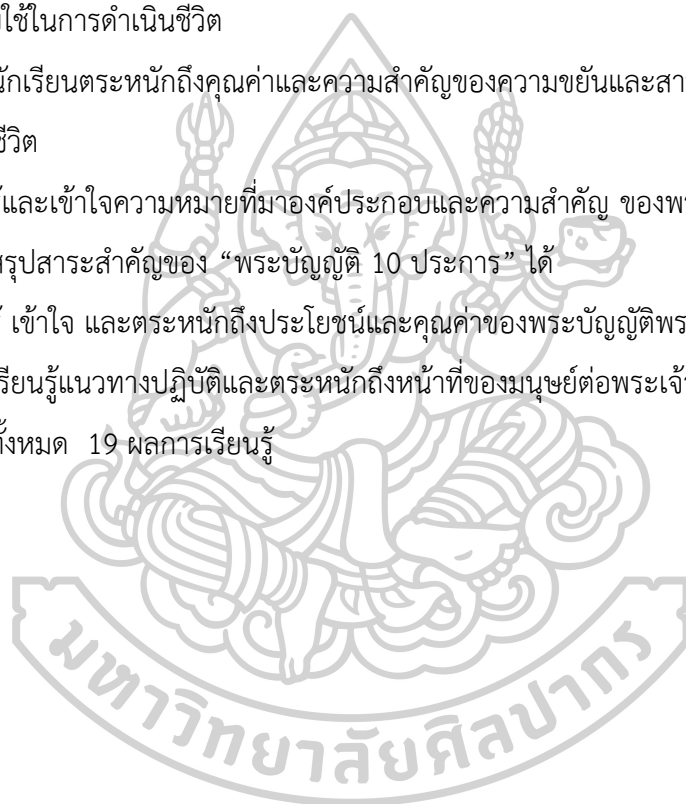 ใช้ในการดำเนินชีวิต
นักเรียนตระหนักถึงคุณค่าและความสำคัญของความขยันและสา
ชีวิต
และเข้าใจความหมายที่มาองค์ประกอบและความสำคัญ ของพร
สรุปสาระสำคัญของ “พระบัญญัติ 10 ประการ” ได้
เข้าใจ และตระหนักถึงประโยชน์และคุณค่าของพระบัญญัติพระ
เรียนรู้แนวทางปฏิบัติและตระหนักถึงหน้าที่ของมนุษย์ต่อพระเจ้า
ทั้งหมด 19 ผลการเรียนรู้
มหาวิทยาลัยศิลปากร